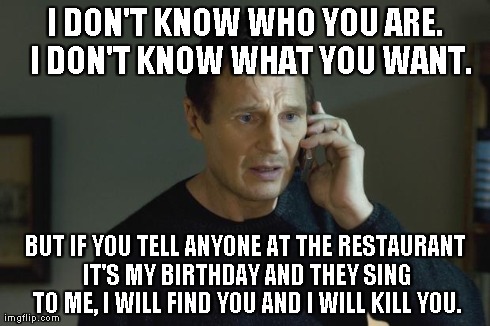 I DON'T KNOW WHO YOU ARE.
I DON'T KNOW WHAT YOU WANT.
BUT IF YOU TELL ANYONE AT THE RESTAURANT
IT'S MY BIRTHDAY AND THEY SING
TO ME, I WILL FIND YOU AND I WILL KILL YOU.
imgflip.com